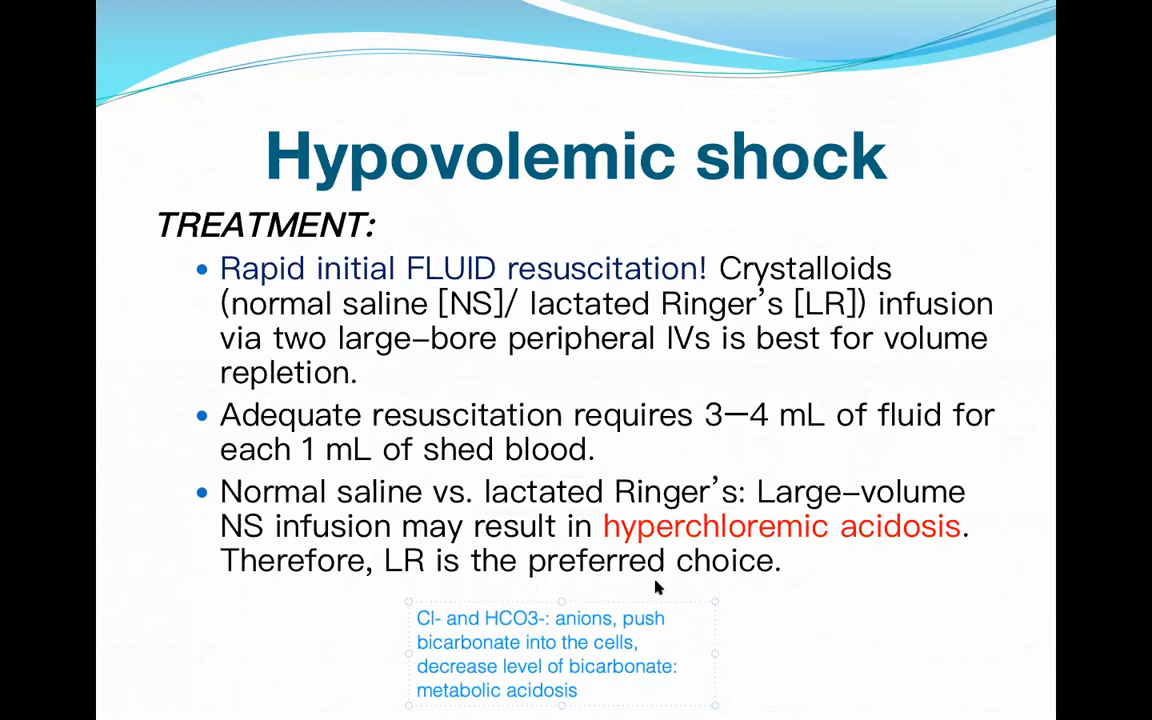 Hypovolemic shock
TREATMENT:
• Rapid initial FLUID resuscitation! Crystalloids
(normal saline [NS]/ lactated Ringer's [LR]) infusion
via two large-bore peripheral IVs is best for volume
repletion.
• Adequate resuscitation requires 3–4 mL of fluid for
each 1 mL of shed blood.
• Normal saline vs. lactated Ringer's: Large-volume
NS infusion may result in hyperchloremic acidosis.
Therefore, LR is the preferred choice.
Cl- and HCO3-: anions, push
bicarbonate into the cells,
decrease level of bicarbonate:
metabolic acidosis